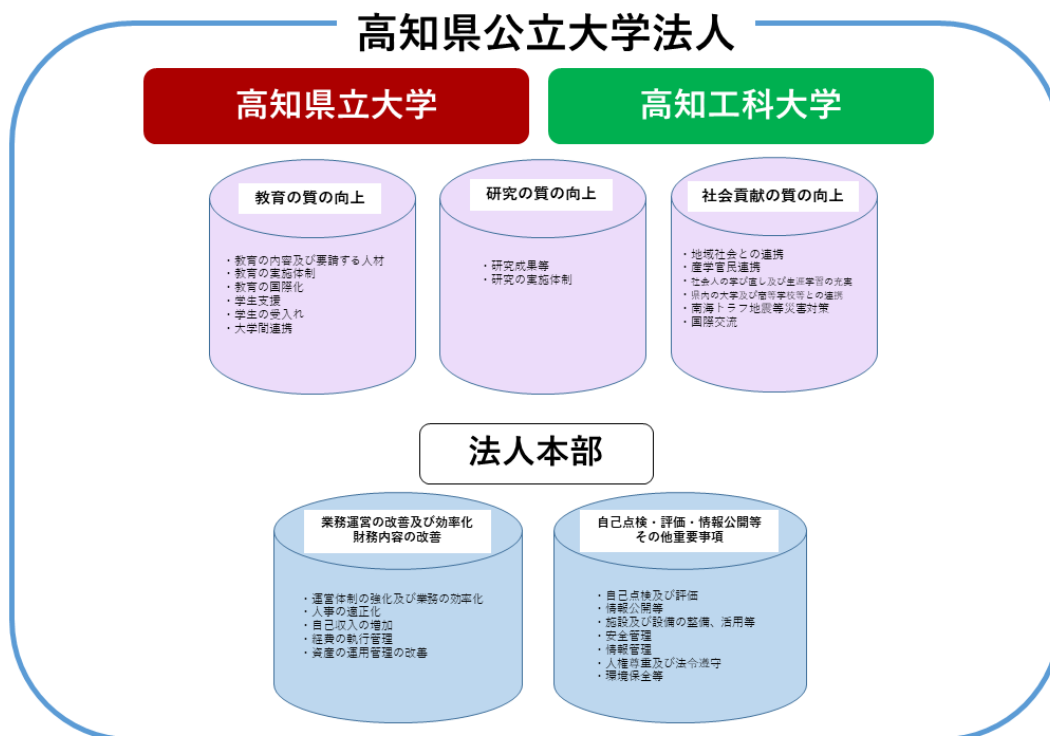 高知県公立大学法人
高知県立大学
高知工科大学
教育の質の向上
・教育の内容及び要請する人材
・教育の実施体制
・教育の国際化
・学生支援
・学生の受入れ
・大学間連携
研究の質の向上
・研究成果等
・研究の実施体制
社会貢献の質の向上
・地域社会との連携
・産学官民連携
・社会人の学び直し及び生涯学習の充実
・県内の大学及び高等学校等との連携
・南海トラフ地震等災害対策
・国際交流
法人本部
業務運営の改善及び効率化
財務内容の改善
・運営体制の強化及び業務の効率化
・人事の適正化
・自己収入の増加
・経費の執行管理
・資産の運用管理の改善
自己点検・評価・情報公開等
その他重要事項
・自己点検及び評価
・情報公開等
・施設及び設備の整備、活用等
・安全管理
・情報管理
・人権尊重及び法令遵守
・環境保全等